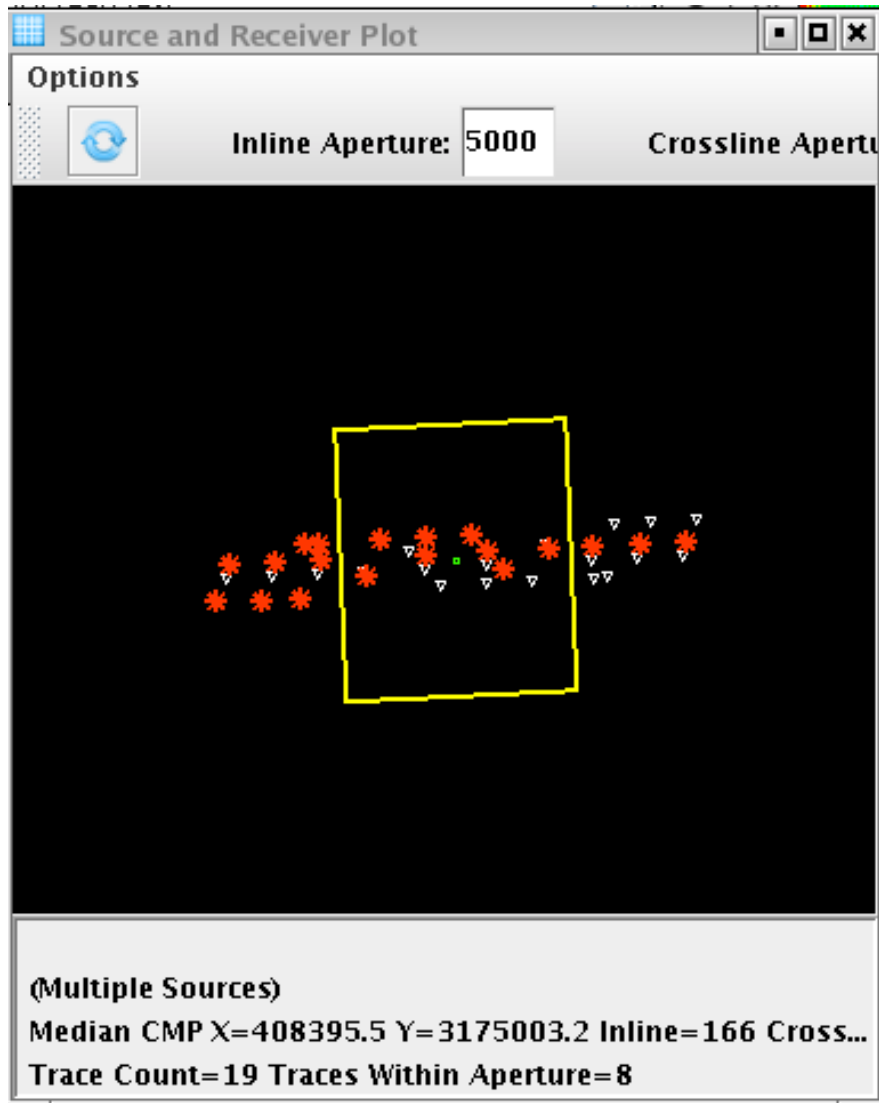 Source and Receiver Plot
Options
Inline Aperture: 5000 Crossline
(Multiple Sources)
Median CMP X=408395.5 Y=3175003.2 Inline=166 Cross...
Trace Count=19 Traces Within Aperture=8